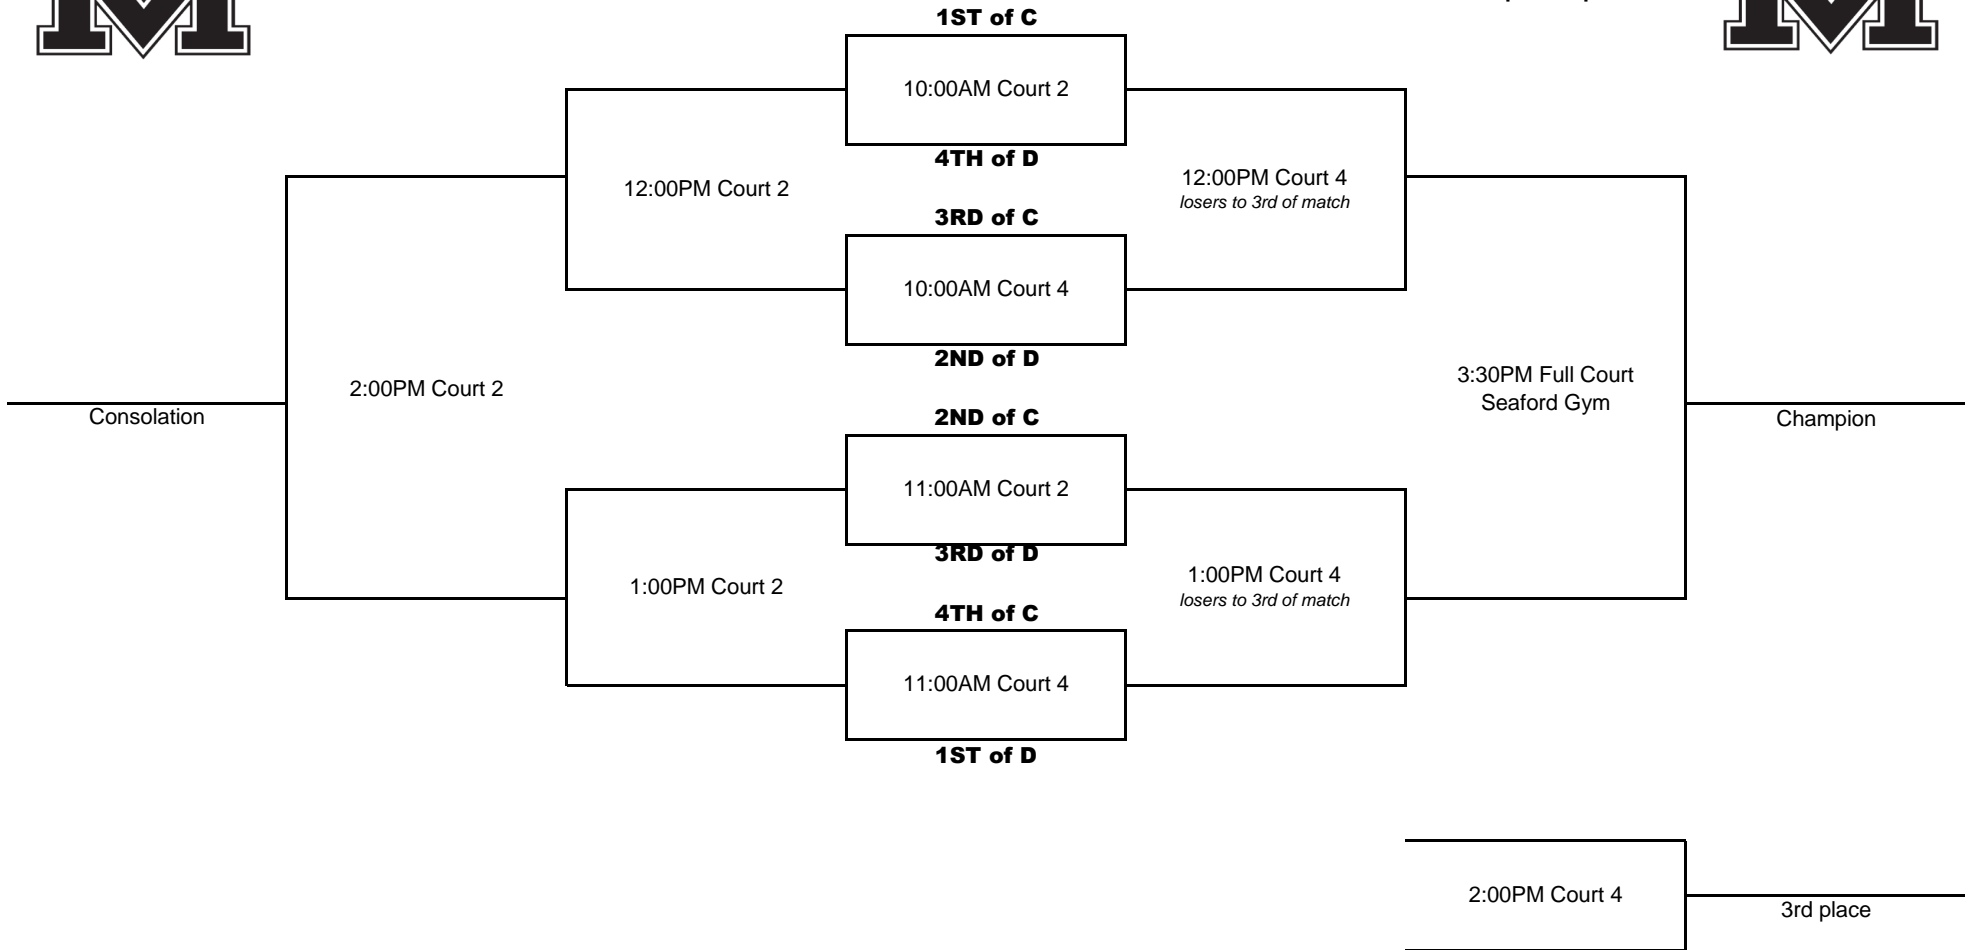 1ST of C
10:00AM Court 2
4TH of D
12:00PM Court 2
12:00PM Court 4
losers to 3rd of match
3RD of C
10:00AM Court 4
2ND of D
2:00PM Court 2
3:30PM Full Court
Seaford Gym
Consolation
2ND of C
Champion
11:00AM Court 2
3RD of D
1:00PM Court 2
1:00PM Court 4
losers to 3rd of match
4TH of C
11:00AM Court 4
1ST of D
2:00PM Court 4
3rd place